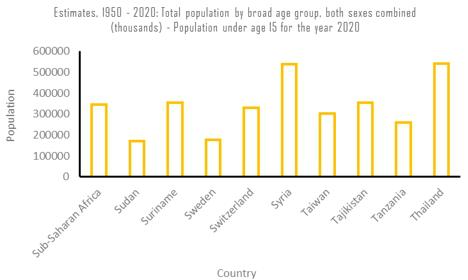 Estimates, 1950 - 2020: Total population by broad age group, both sexes combined
(thousands) - Population under age 15 for the year 2020
600000
500000
400000
300000
200000
100000
0
Population
Sub-Saharan Africa
Sudan
Suriname
Sweden
Switzerland
Syria
Taiwan
Tajikistan
Tanzania
Thailand
Country